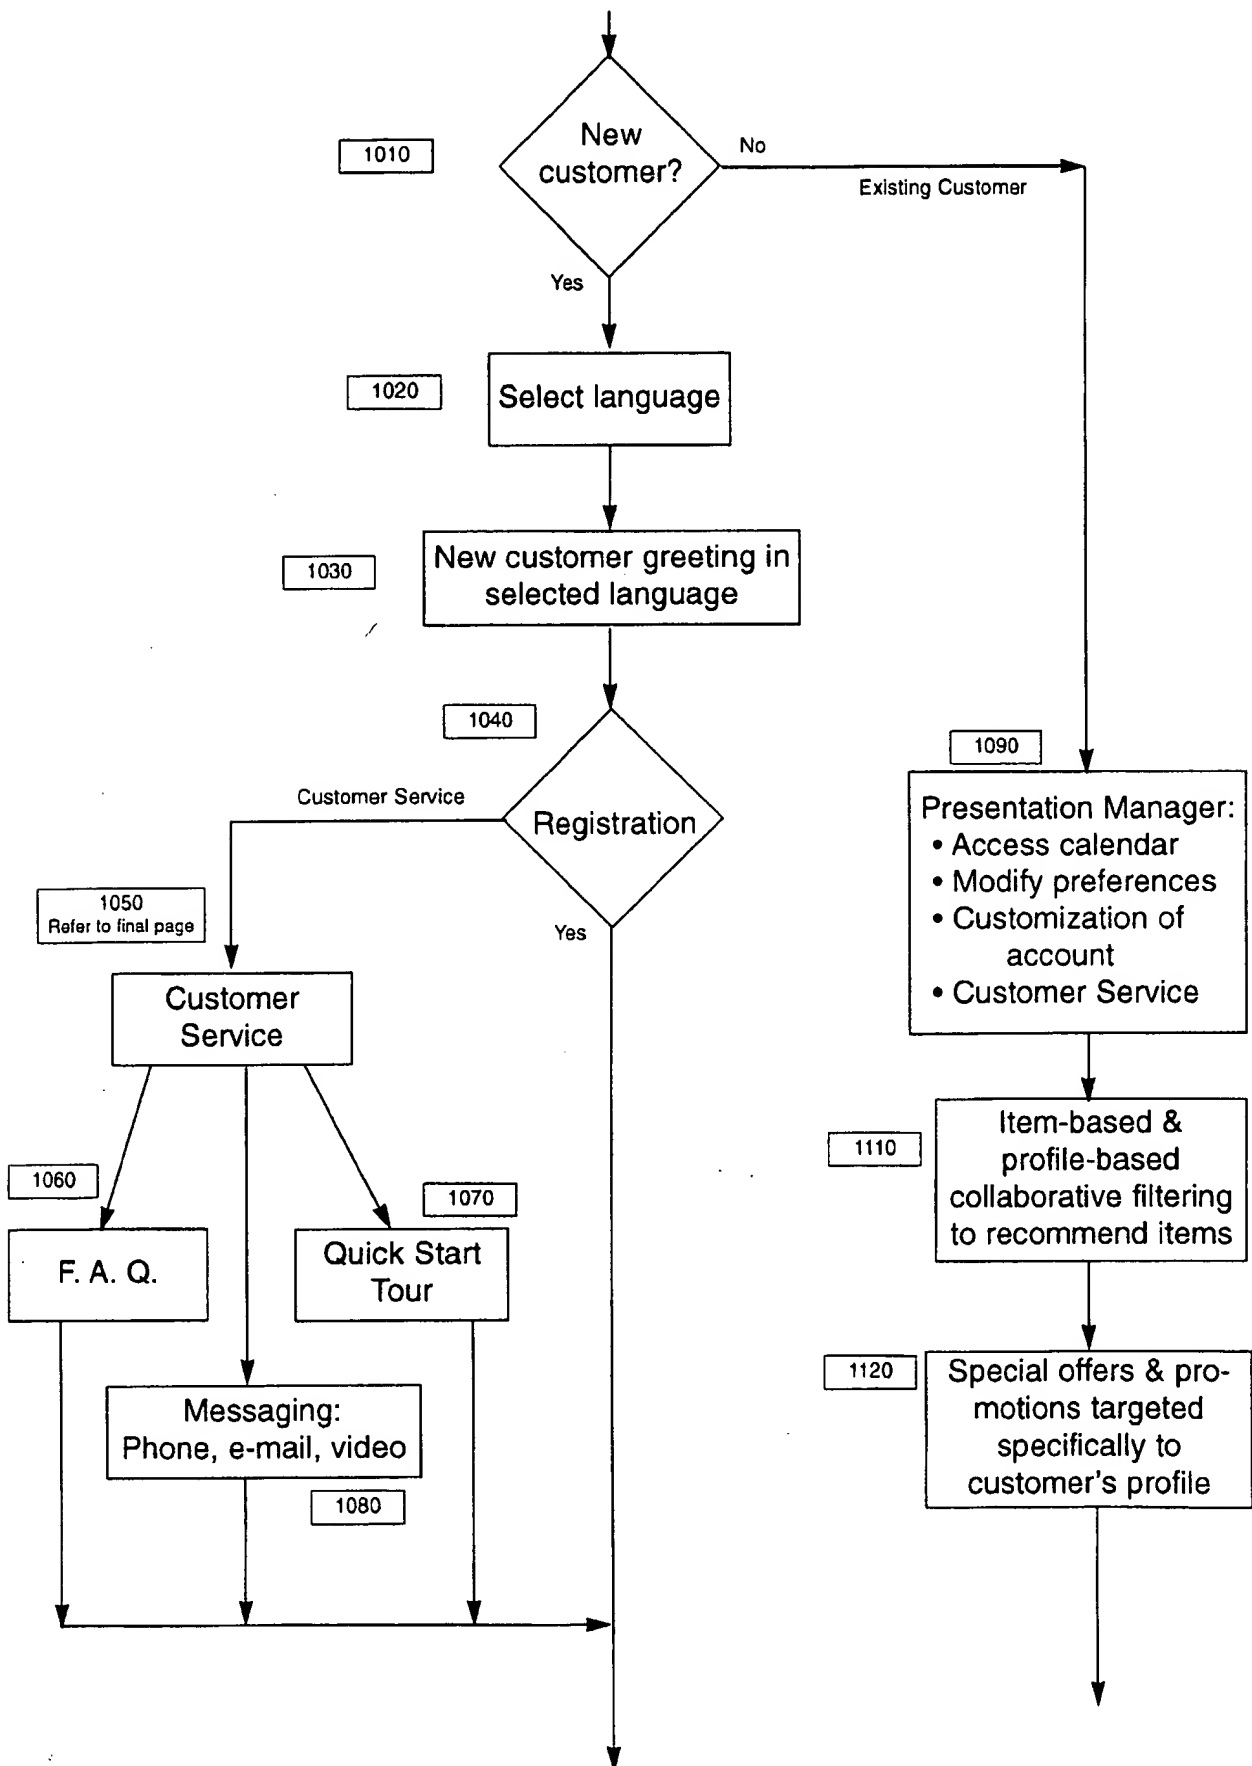 New
customer?
1010
No
Existing Customer
Yes
1020
Select language
1030
New customer greeting in
selected language
1040
Registration
Customer Service
Yes
1050
Refer to final page
Customer
Service
1060
F. A. Q.
1070
Quick Start
Tour
Messaging:
Phone, e-mail, video
1080
1090
Presentation Manager:
• Access calendar
• Modify preferences
• Customization of
account
• Customer Service
1110
Item-based &
profile-based
collaborative filtering
to recommend items
1120
Special offers & pro-
motions targeted
specifically to
customer's profile